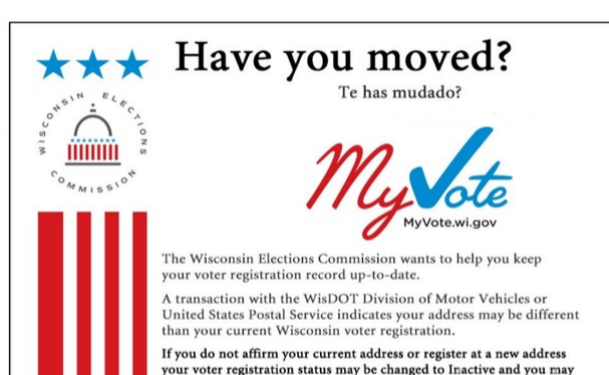 Have you moved?
Te has mudado?
WISCONSIN ELECTIONS
COMMISSION
MyVote
MyVote.wi.gov
The Wisconsin Elections Commission wants to help you keep
your voter registration record up-to-date.
A transaction with the WisDOT Division of Motor Vehicles or
United States Postal Service indicates your address may be different
than your current Wisconsin voter registration.
If you do not affirm your current address or register at a new address
your voter registration status may be changed to Inactive and you may